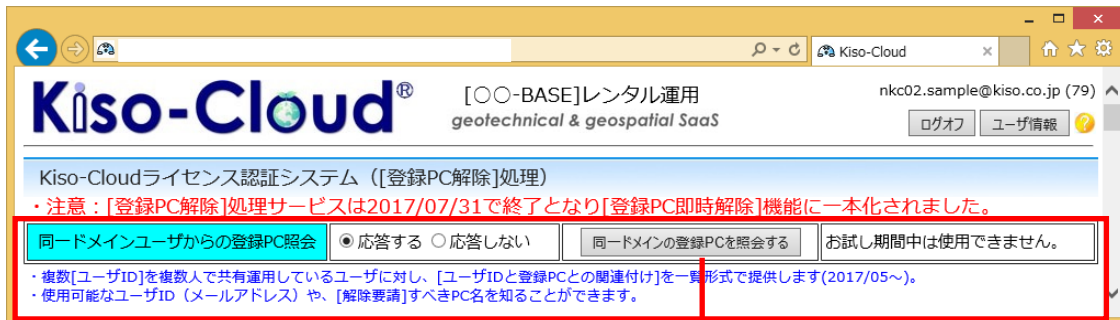 Kiso-Cloud
Kiso-Cloud®
[○○-BASE]レンタル運用
geotechnical & geospatial SaaS
nkc02.sample@kiso.co.jp (79)
ログオフ
ユーザ情報
?
Kiso-Cloudライセンス認証システム（[登録PC解除]処理）
・注意：[登録PC解除]処理サービスは2017/07/31で終了となり[登録PC即時解除]機能に一本化されました。
同一ドメインユーザからの登録PC照会
応答する 応答しない
同一ドメインの登録PCを照会する
お試し期間中は使用できません。
・複数[ユーザID]を複数人で共有運用しているユーザに対し、[ユーザIDと登録PCとの関連付け]を一覧形式で提供します(2017/05～)。
・使用可能なユーザID（メールアドレス）や、[解除要請]すべきPC名を知ることができます。